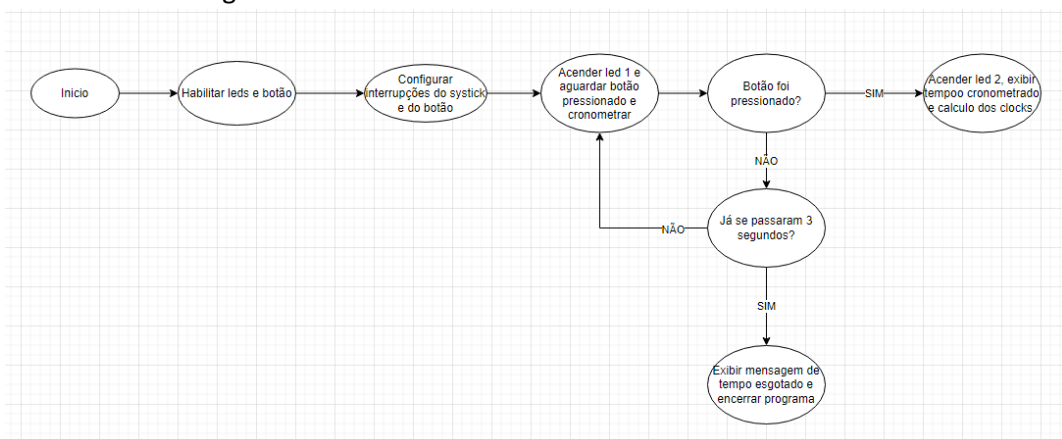 Inicio
Habilitar leds e botão
Configurar
interrupções do systick
e do botão
Acender led 1 e
aguardar botão
pressionado e
cronometrar
Botão foi
pressionado?
SIM
Acender led 2, exibir
tempoo cronometrado
e calculo dos clocks
NÃO
Já se passaram 3
segundos?
NÃO
SIM
Exibir mensagem de
tempo esgotado e
encerrar programa